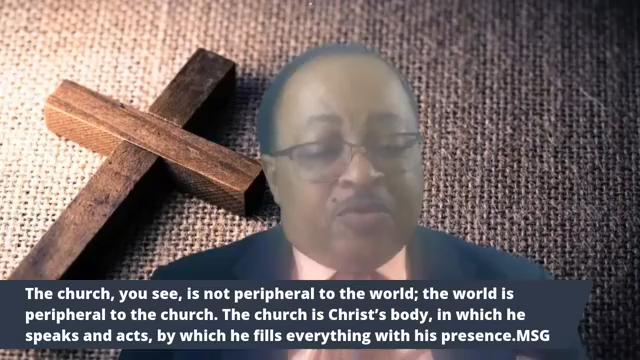 The church, you see, is not peripheral to the world; the world is
peripheral to the church. The church is Christ’s body, in which he
speaks and acts, by which he fills everything with his presence.MSG